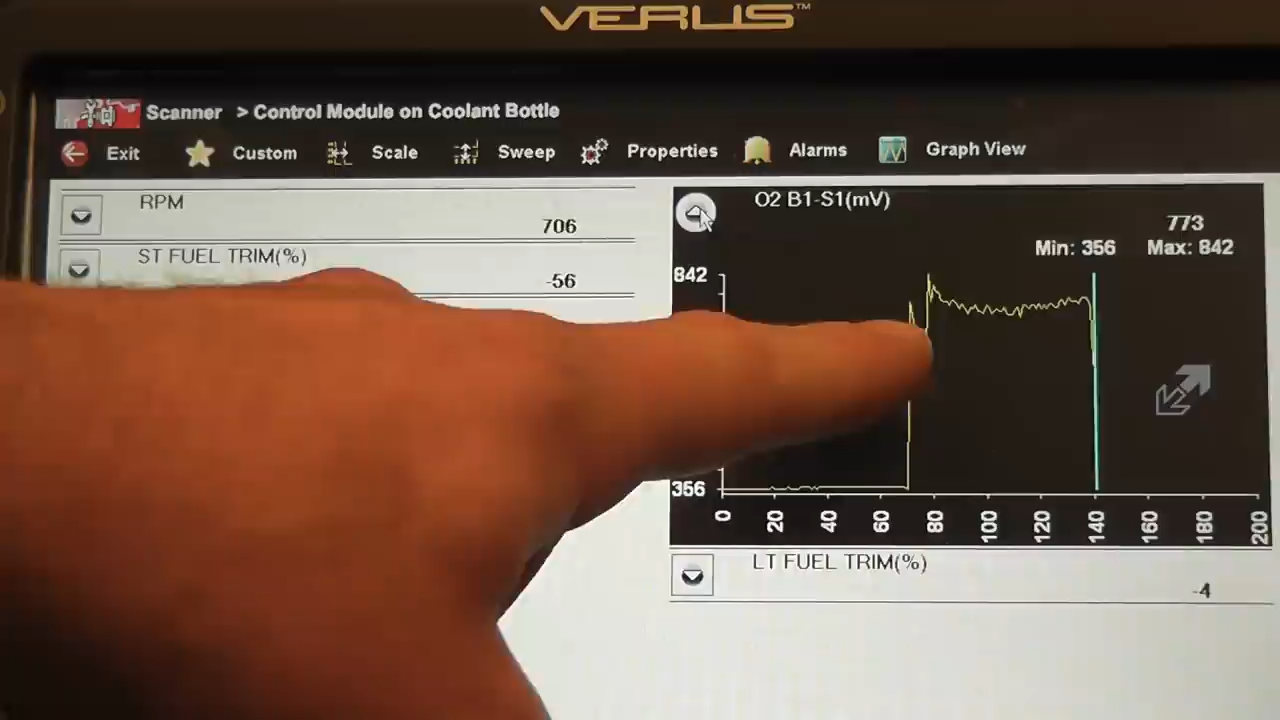 VERUS™
Scanner > Control Module on Coolant Bottle
Exit Custom Scale Sweep Properties Alarms Graph View
RPM
706
ST FUEL TRIM(%)
-56
O2 B1-S1(mV)
773
Min: 356 Max: 842
842
356
0 20 40 60 80 100 120 140 160 180 200
LT FUEL TRIM(%)
-4